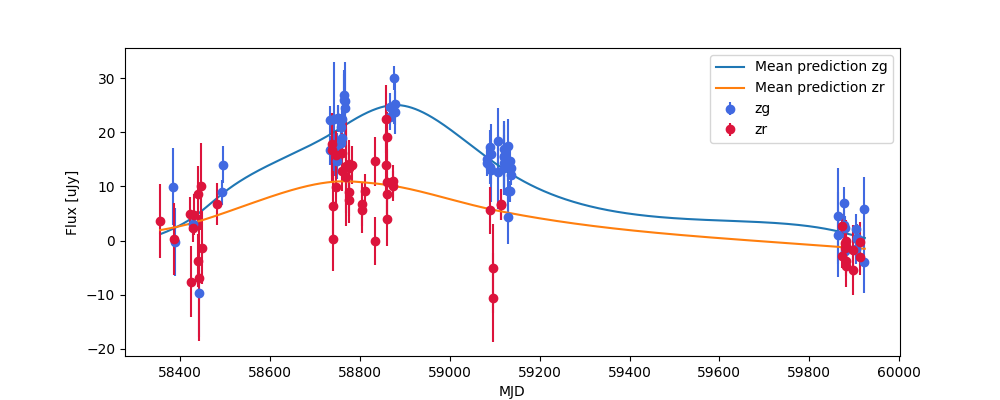 Mean prediction zg
Mean prediction zr
zg
zr
Flux [uJy]
30
20
10
0
−10
−20
58400
58600
58800
59000
59200
59400
59600
59800
60000
MJD